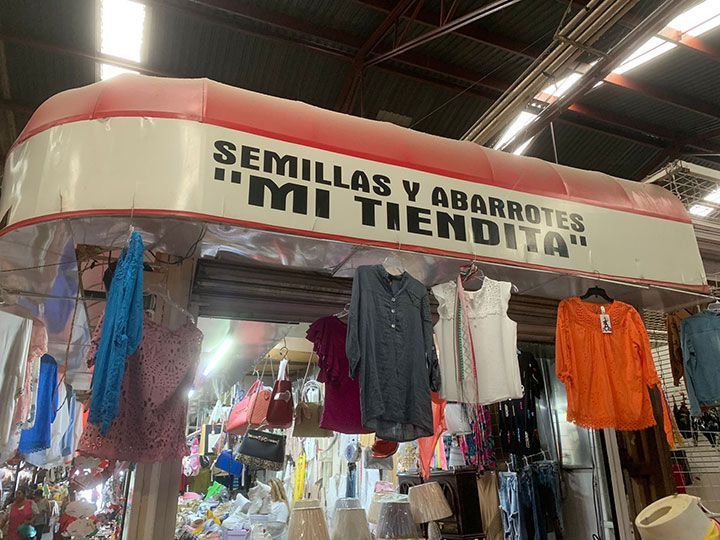 SEMILLAS Y ABARROTES
"MI TIENDITA"